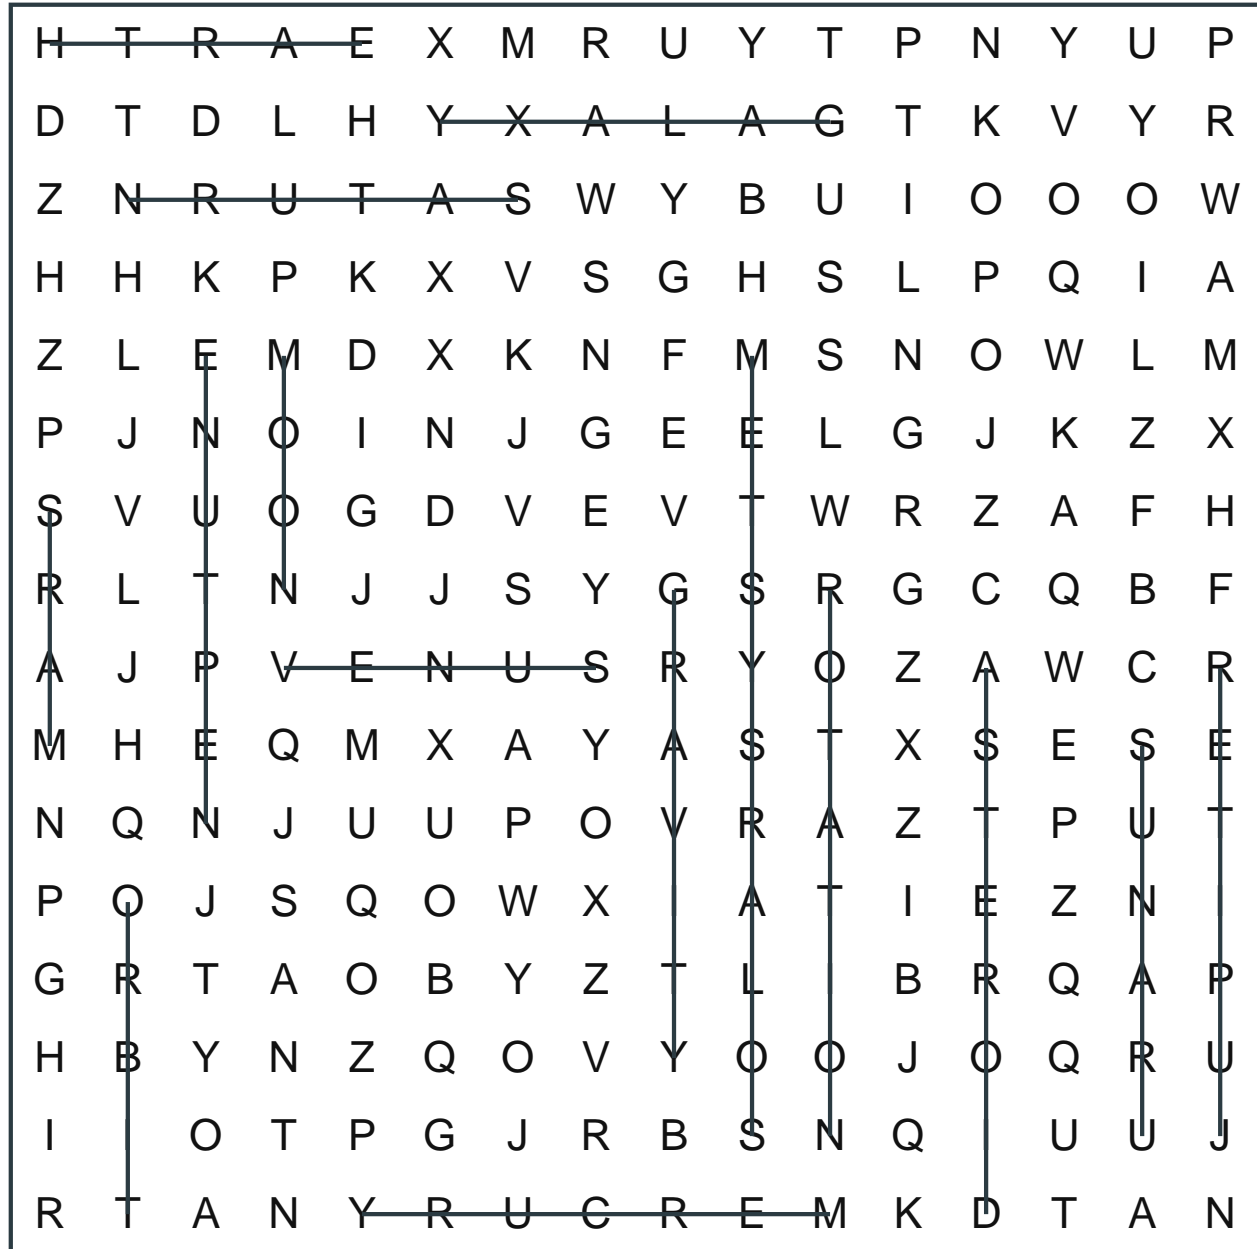 H T R A E X M R U Y T P N Y U P
D T D L H Y X A L A G T K V Y R
Z N R U T A S W Y B U I O O O W
H H K P K X V S G H S L P Q I A
Z L E M D X K N F M S N O W L M
P J N O I N J G E E L G J K Z X
S V U O G D V E V T W R Z A F H
R L T N J J S Y G S R G C Q B F
A J P V E N U S R Y O Z A W C R
M H E Q M X A Y A S T X S E S E
N Q N J U U P O V R A Z T P U T
P O J S Q O W X I A T I E Z N I
G R T A O B Y Z T L I B R Q A P
H B Y N Z Q O V Y O O J O Q R U
I I O T P G J R B S N Q I U U J
R T A N Y R U C R E M K D T A N